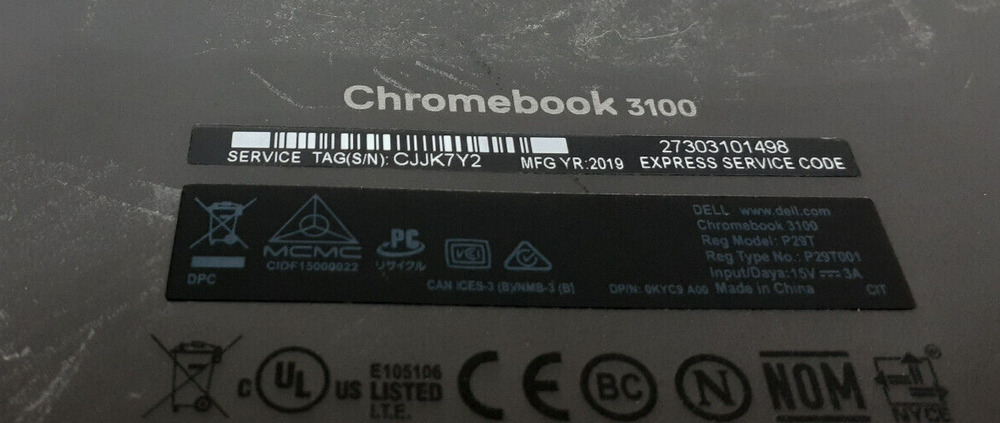 Chromebook 3100
SERVICE TAG(S/N): CJJK7Y2 MFG YR:2019
27303101498
EXPRESS SERVICE CODE
DPC
MCMC
CIDF15000022
PC
リサイクル
VCI
CAN ICES-3 (B)/NMB-3 (B)
DELL www.dell.com
Chromebook 3100
Reg Model: P29T
Reg Type No.: P29T001
Input/Daya: 15V ⎓ 3A
DP/N: 0KYC9 A00 Made in China
CIT
C UL US
E105106
LISTED
I.T.E.
CE
BC
N
NOM
NYCE